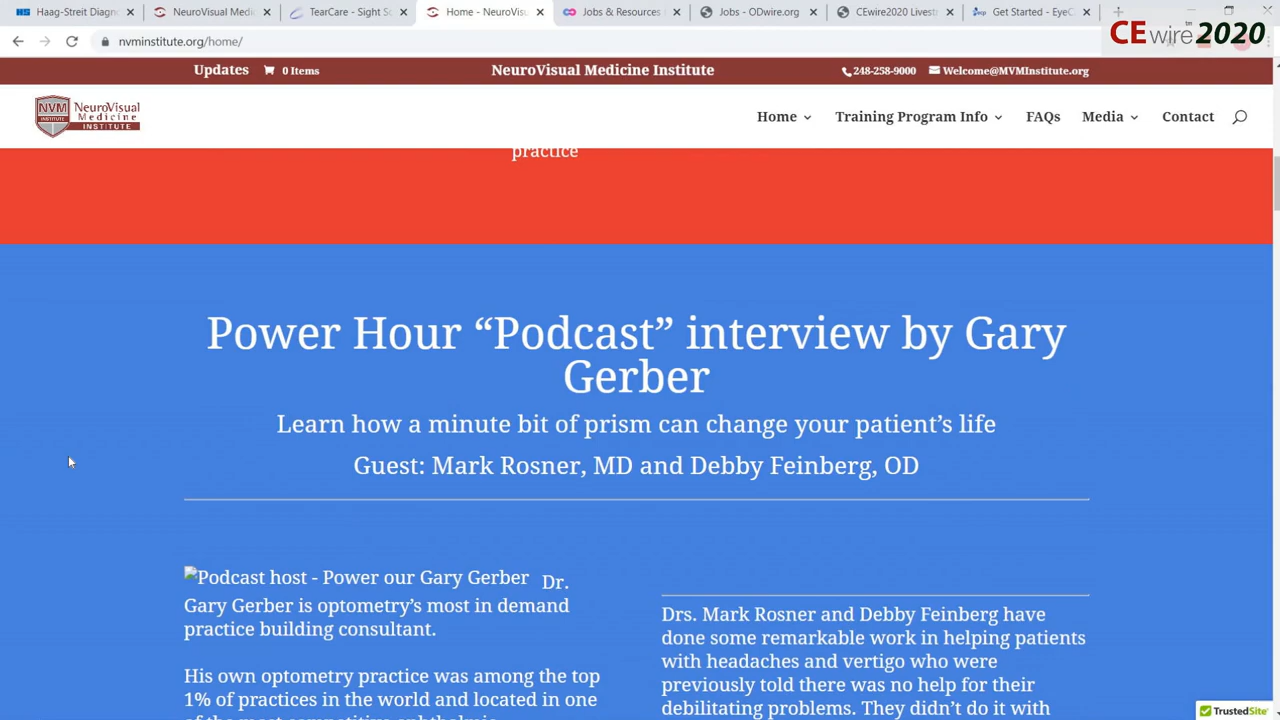 Haag-Streit Diagn
NeuroVisual Medic
TearCare - Sight Sc
Home - NeuroVisu
Jobs & Resources
Jobs - ODwire.org
CEwire2020 Livestr
Get Started - EyeC
CEwire2020
nvminstitute.org/home/
Updates
0 Items
NeuroVisual Medicine Institute
248-258-9000
Welcome@MVMInstitute.org
NVM
INSTITUTE
NeuroVisual
Medicine
INSTITUTE
Home
Training Program Info
FAQs
Media
Contact
practice
Power Hour “Podcast” interview by Gary
Gerber
Learn how a minute bit of prism can change your patient’s life
Guest: Mark Rosner, MD and Debby Feinberg, OD
Podcast host - Power our Gary Gerber Dr.
Gary Gerber is optometry’s most in demand
practice building consultant.
His own optometry practice was among the top
1% of practices in the world and located in one
Drs. Mark Rosner and Debby Feinberg have
done some remarkable work in helping patients
with headaches and vertigo who were
previously told there was no help for their
debilitating problems. They didn’t do it with
TrustedSite